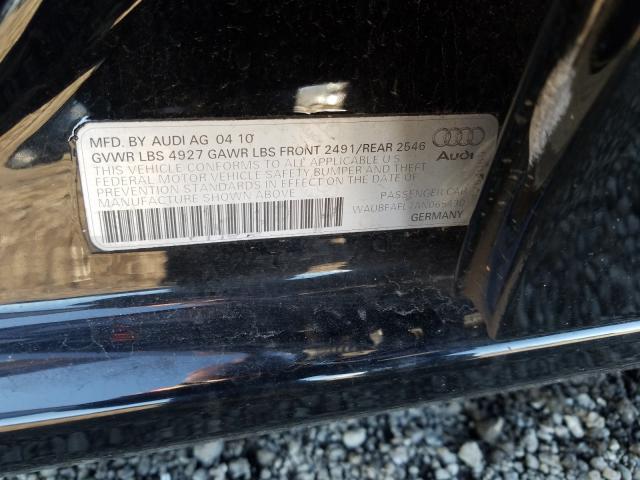 MFD. BY AUDI AG 04 10
GVWR LBS 4927 GAWR LBS FRONT 2491/REAR 2546
THIS VEHICLE CONFORMS TO ALL APPLICABLE
FEDERAL MOTOR VEHICLE SAFETY BUMPER AND THEFT
PREVENTION STANDARDS IN EFFECT ON THE DATE OF
MANUFACTURE SHOWN ABOVE.
Audi
PASSENGER CAR
GERMANY